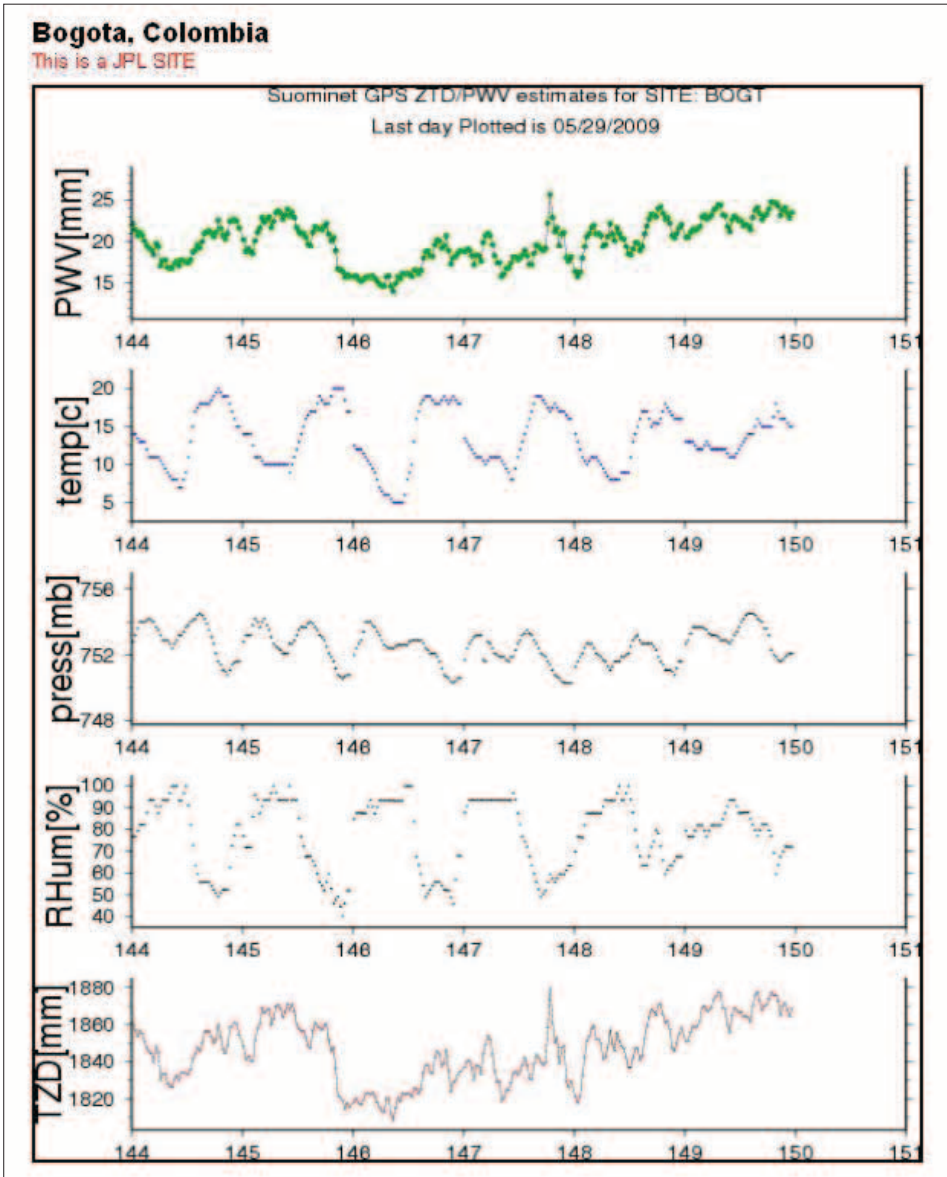 Bogota, Colombia
This is a JPL SITE
Suominet GPS ZTD/PWV estimates for SITE: BOGT
Last day Plotted is 05/29/2009
PWV[mm]
25
20
15
144 145 146 147 148 149 150 151
temp[c]
20
15
10
5
144 145 146 147 148 149 150 151
press[mb]
756
752
748
144 145 146 147 148 149 150 151
RHum[%]
100
90
80
70
60
50
40
144 145 146 147 148 149 150 151
TZD[mm]
1880
1860
1840
1820
144 145 146 147 148 149 150 151